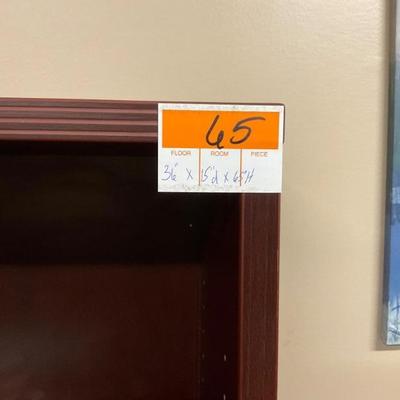 65
FLOOR ROOM PIECE
36" x 15"d x 65"H